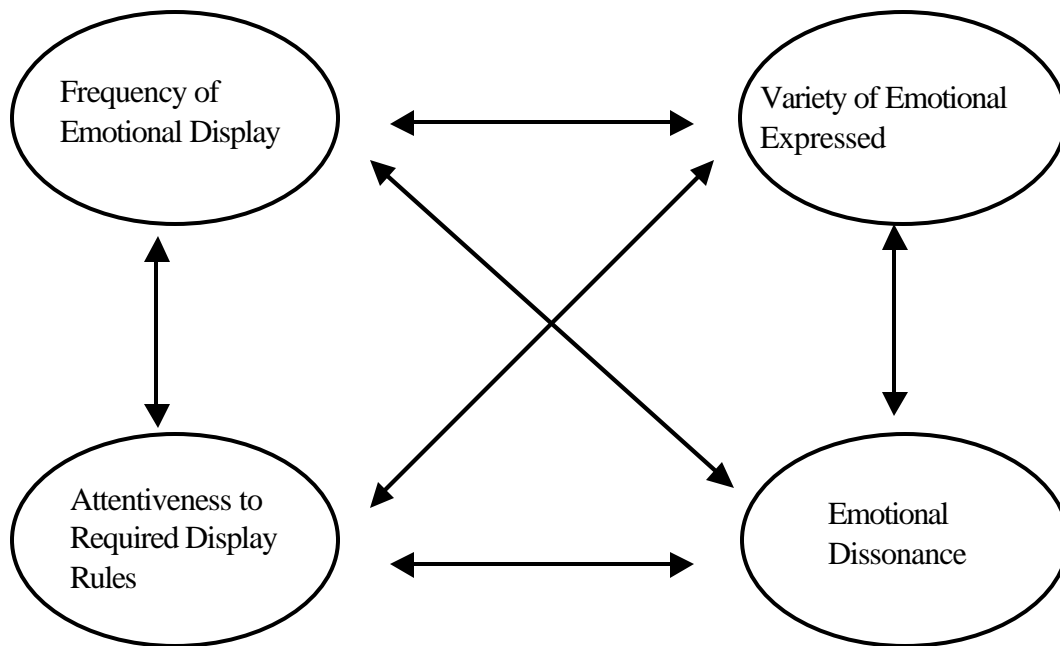 Frequency of
Emotional Display
Variety of Emotional
Expressed
Attentiveness to
Required Display
Rules
Emotional
Dissonance